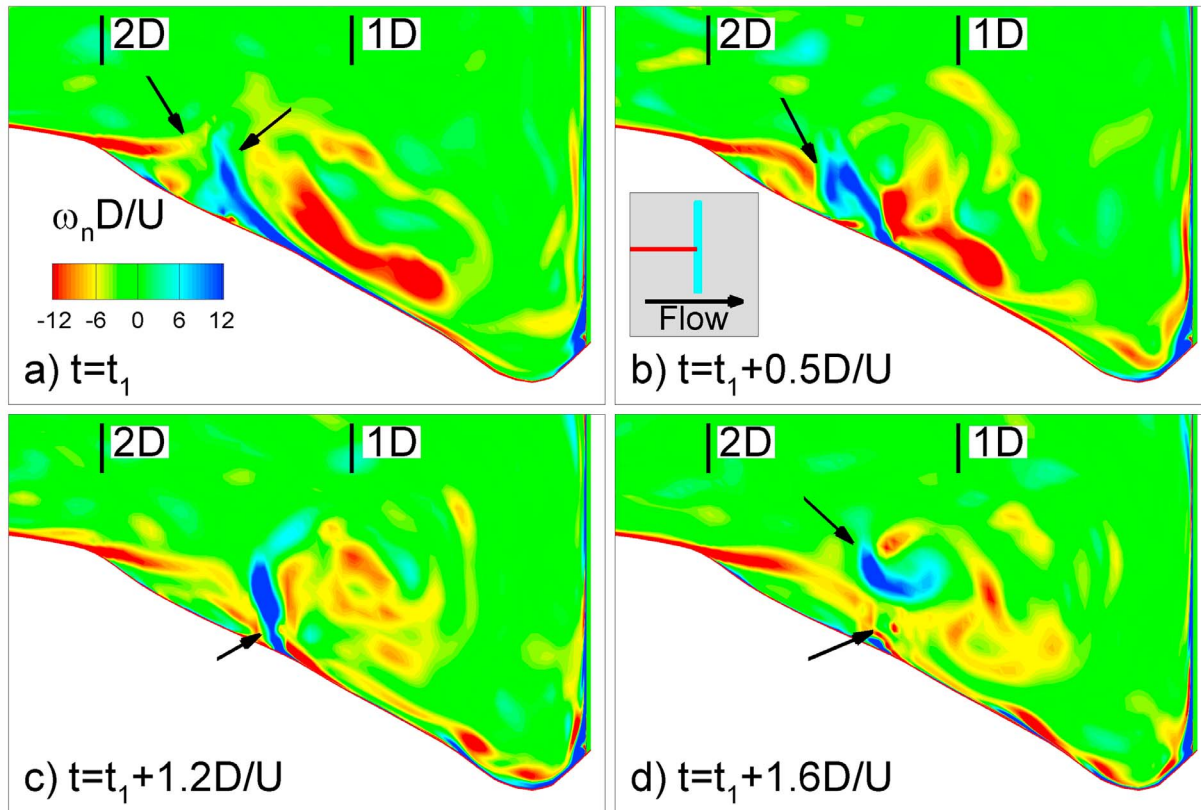 2D 1D
ωₙD/U
-12 -6 0 6 12
a) t=t₁
2D 1D
Flow
b) t=t₁+0.5D/U
2D 1D
c) t=t₁+1.2D/U
2D 1D
d) t=t₁+1.6D/U